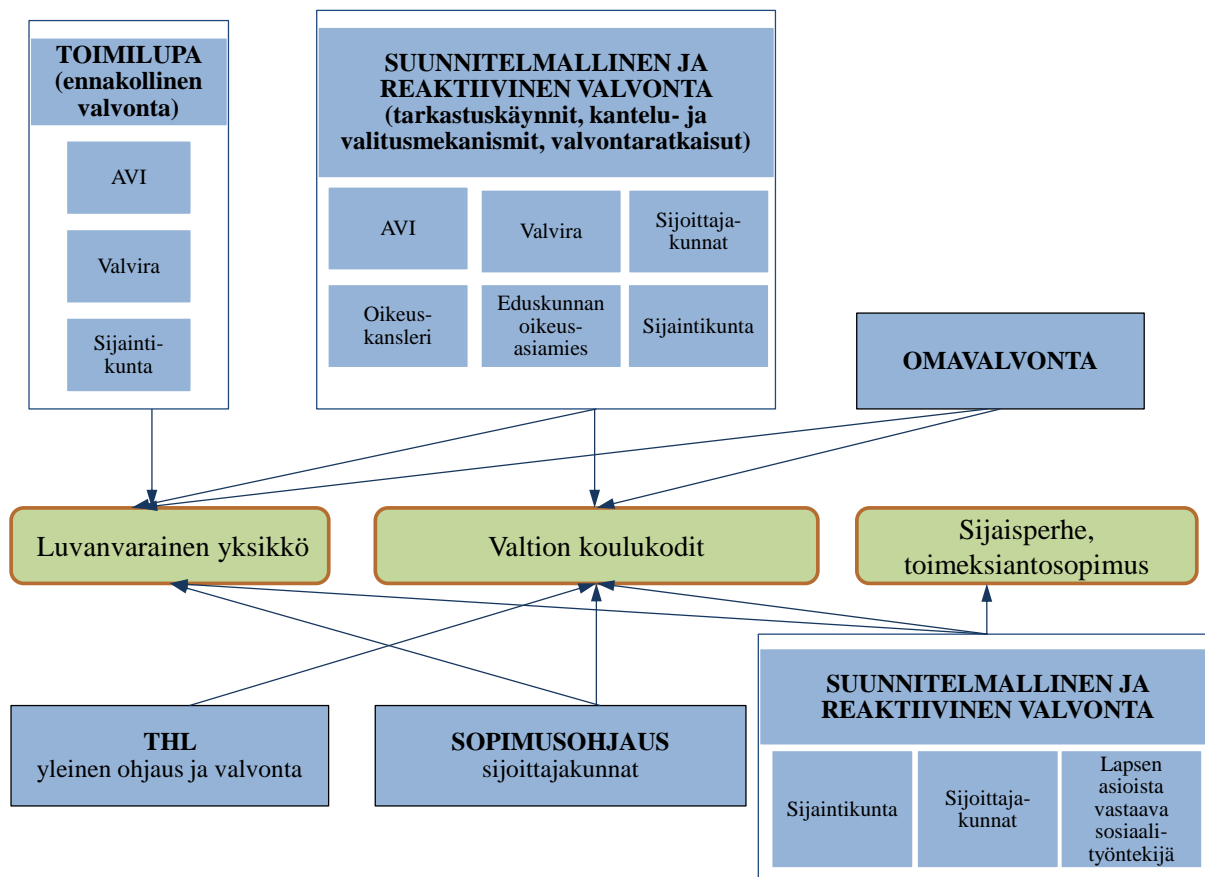 TOIMILUPA
(ennakollinen
valvonta)
AVI
Valvira
Sijainti-
kunta
SUUNNITELMALLINEN JA
REAKTIIVINEN VALVONTA
(tarkastuskäynnit, kantelu- ja
valitusmekanismit, valvontaratkaisut)
AVI
Valvira
Sijoittaja-
kunnat
Oikeus-
kansleri
Eduskunnan
oikeus-
asiamies
Sijaintikunta
OMAVALVONTA
Luvanvarainen yksikkö
Valtion koulukodit
Sijaisperhe,
toimeksiantosopimus
THL
yleinen ohjaus ja valvonta
SOPIMUSOHJAUS
sijoittajakunnat
SUUNNITELMALLINEN JA
REAKTIIVINEN VALVONTA
Sijaintikunta
Sijoittaja-
kunnat
Lapsen
asioista
vastaava
sosiaali-
työntekijä